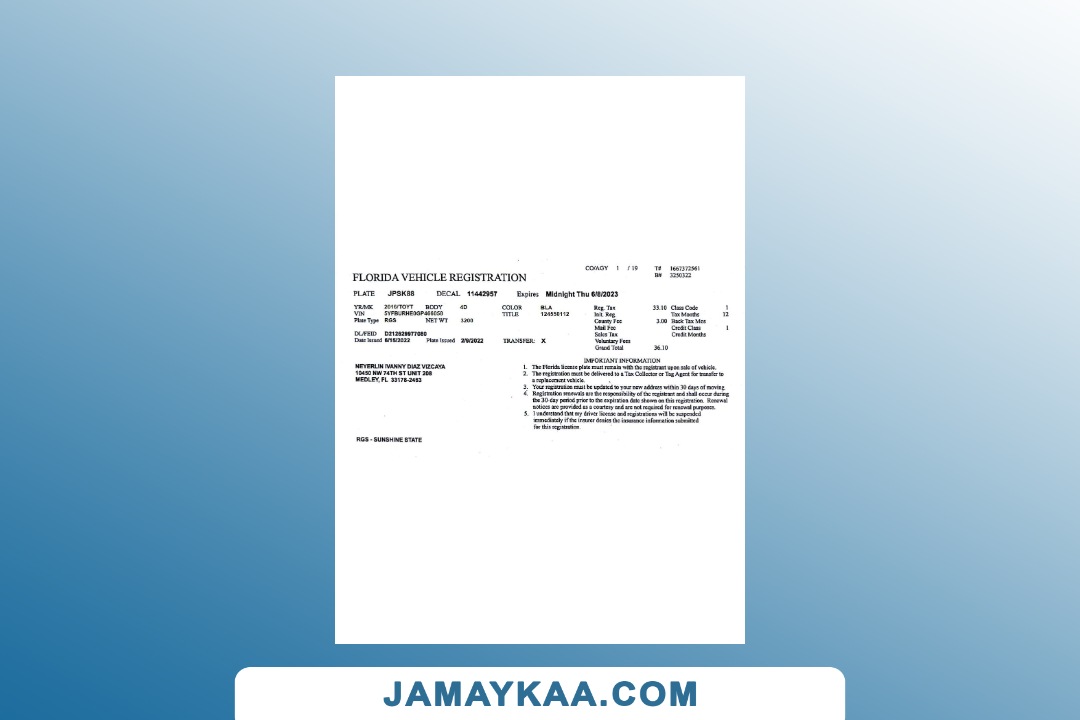 CO/AGY 1 / 19 T# 1667372561
B# 3250322
FLORIDA VEHICLE REGISTRATION
PLATE JPSK88 DECAL 11442957 Expires Midnight Thu 6/8/2023
YR/MK 2016/TOYT BODY 4D COLOR BLA Reg. Tax 33.10 Class Code 1
VIN TITLE 124558112 Init. Reg. Tax Months 12
Plate Type RGS NET WT 3200 County Fee 3.00 Back Tax Mos
Mail Fee Credit Class 1
DL/FEID Sales Tax Credit Months
Date Issued 6/15/2022 Plate Issued 2/9/2022 TRANSFER: X Voluntary Fees
Grand Total 36.10
IMPORTANT INFORMATION
NEYERLIN IVANNY DIAZ VIZCAYA
10450 NW 74TH ST UNIT 208
MEDLEY, FL 33178-2453
1. The Florida license plate must remain with the registrant upon sale of vehicle.
2. The registration must be delivered to a Tax Collector or Tag Agent for transfer to
a replacement vehicle.
3. Your registration must be updated to your new address within 30 days of moving
4. Registration renewals are the responsibility of the registrant and shall occur during
the 30-day period prior to the expiration date shown on this registration. Renewal
notices are provided as a courtesy and are not required for renewal purposes.
5. I understand that my driver license and registrations will be suspended
immediately if the insurer denies the insurance information submitted
for this registration.
RGS - SUNSHINE STATE
JAMAYKAA.COM